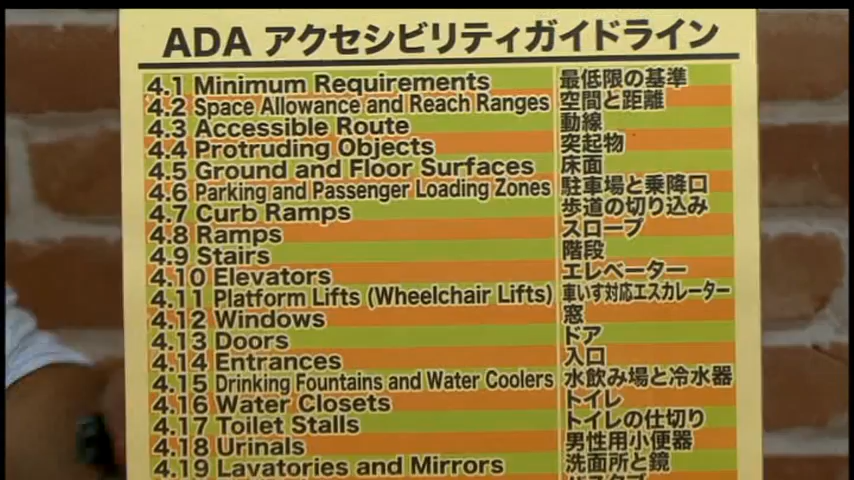 ADA アクセシビリティガイドライン
4.1 Minimum Requirements 最低限の基準
4.2 Space Allowance and Reach Ranges 空間と距離
4.3 Accessible Route 動線
4.4 Protruding Objects 突起物
4.5 Ground and Floor Surfaces 床面
4.6 Parking and Passenger Loading Zones 駐車場と乗降口
4.7 Curb Ramps 歩道の切り込み
4.8 Ramps スロープ
4.9 Stairs 階段
4.10 Elevators エレベーター
4.11 Platform Lifts (Wheelchair Lifts) 車いす対応エスカレーター
4.12 Windows 窓
4.13 Doors ドア
4.14 Entrances 入口
4.15 Drinking Fountains and Water Coolers 水飲み場と冷水器
4.16 Water Closets トイレ
4.17 Toilet Stalls トイレの仕切り
4.18 Urinals 男性用小便器
4.19 Lavatories and Mirrors 洗面所と鏡